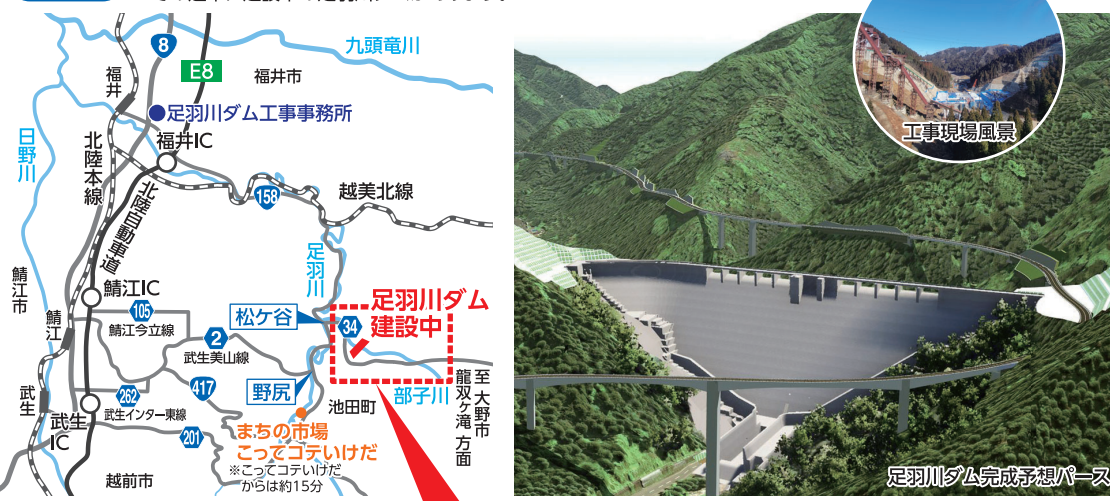 九頭竜川
8
E8
福井
福井市
足羽川ダム工事事務所
日野川
北陸本線
福井IC
北陸自動車道
158
越美北線
足羽川
鯖江市
鯖江IC
105
鯖江今立線
鯖江
松ケ谷
34
足羽川ダム
建設中
2
武生美山線
417
野尻
部子川
池田町
至 大野市
龍双ヶ滝 方面
武生
武生
IC
262
武生インター東線
201
まちの市場
こってコテいけだ
※こってコテいけだ
からは約15分
越前市
工事現場風景
足羽川ダム完成予想パース